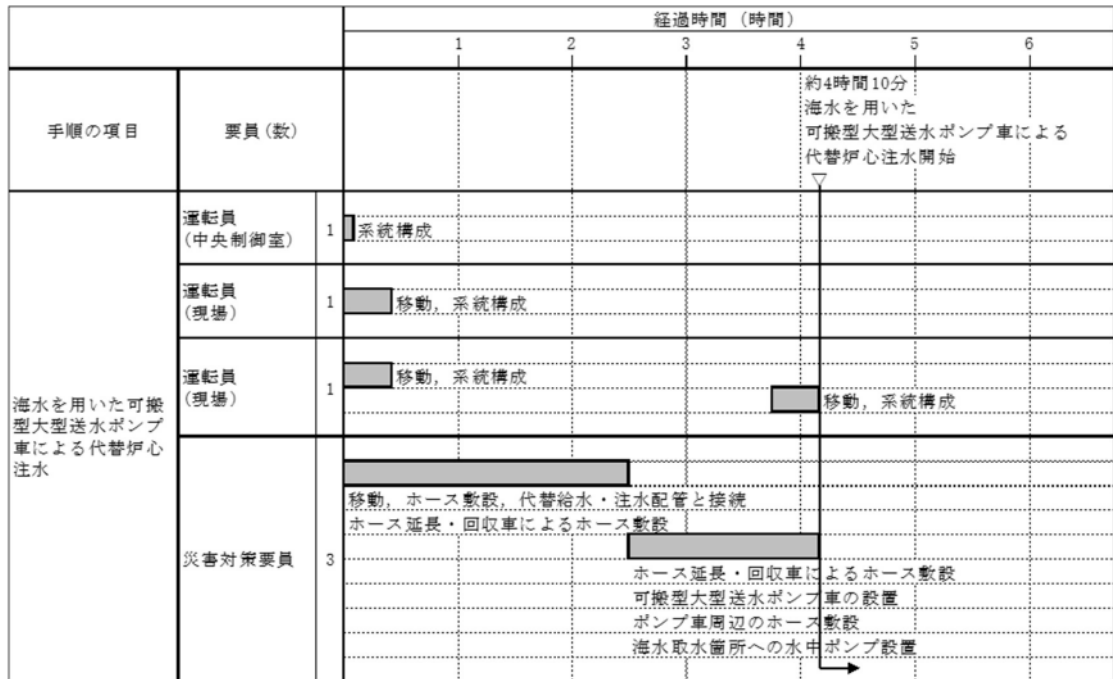 経過時間（時間）
1 2 3 4 5 6
手順の項目
要員(数)
約4時間10分
海水を用いた
可搬型大型送水ポンプ車による
代替炉心注水開始
▽
海水を用いた可搬
型大型送水ポンプ
車による代替炉心
注水
運転員
(中央制御室)
1
系統構成
運転員
(現場)
1
移動，系統構成
運転員
(現場)
1
移動，系統構成
移動，系統構成
災害対策要員
3
移動，ホース敷設，代替給水・注水配管と接続
ホース延長・回収車によるホース敷設
ホース延長・回収車によるホース敷設
可搬型大型送水ポンプ車の設置
ポンプ車周辺のホース敷設
海水取水箇所への水中ポンプ設置